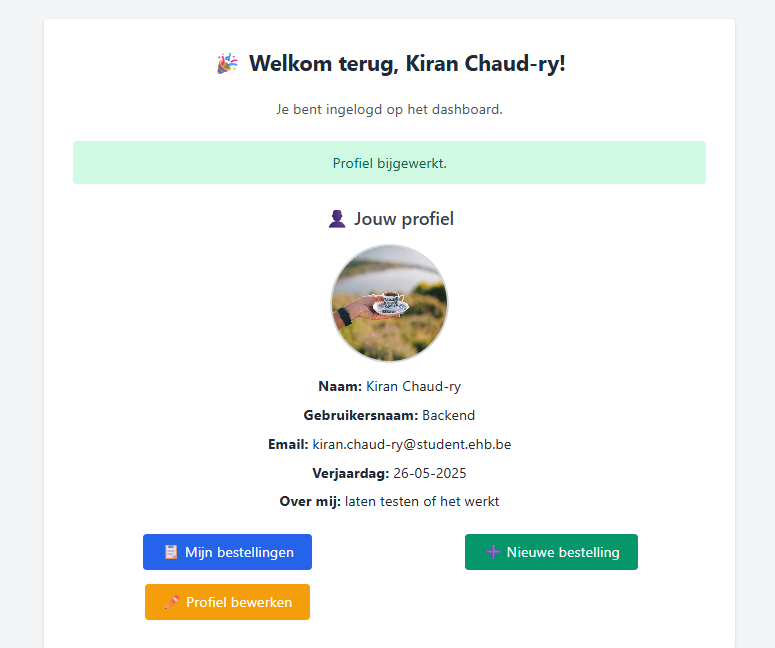 🎉 Welkom terug, Kiran Chaud-ry!
Je bent ingelogd op het dashboard.
Profiel bijgewerkt.
👤 Jouw profiel
Naam: Kiran Chaud-ry
Gebruikersnaam: Backend
Email: kiran.chaud-ry@student.ehb.be
Verjaardag: 26-05-2025
Over mij: laten testen of het werkt
📋 Mijn bestellingen
➕ Nieuwe bestelling
✏️ Profiel bewerken